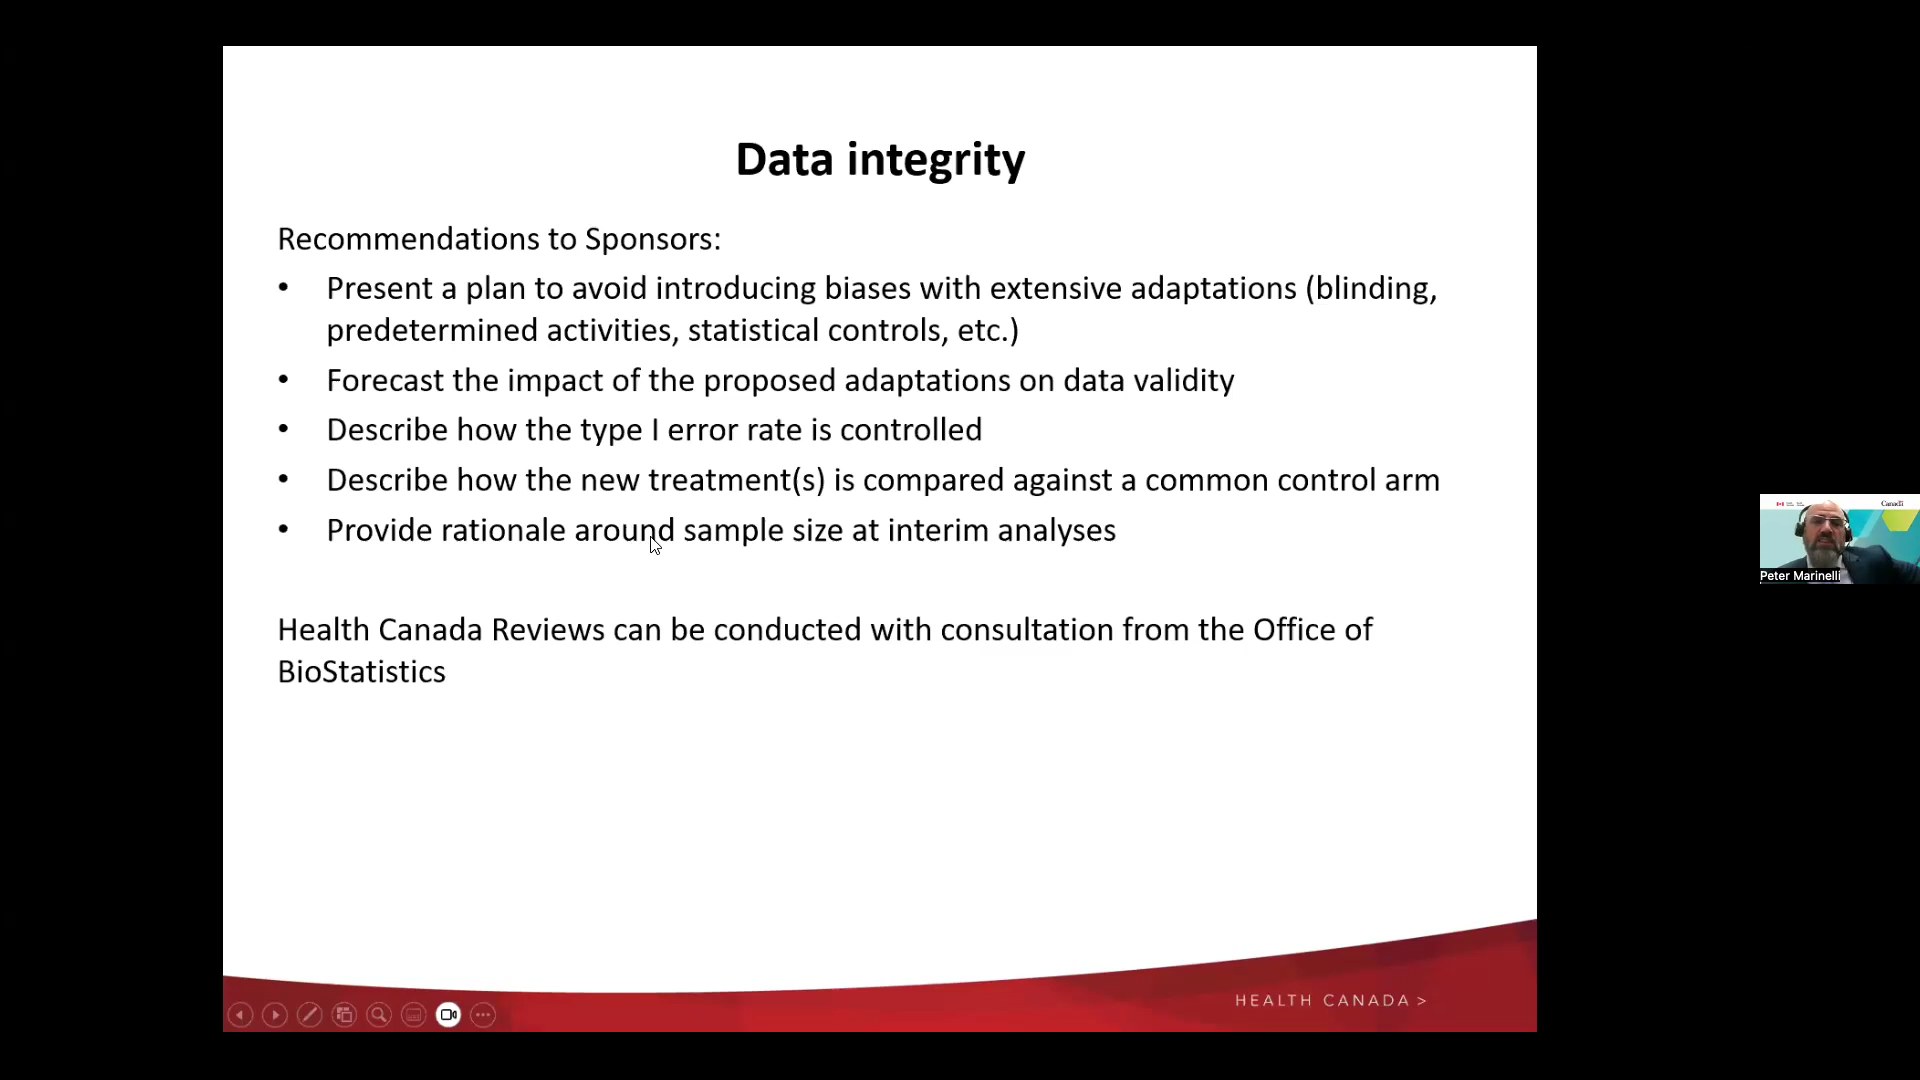 Data integrity
Recommendations to Sponsors:
• Present a plan to avoid introducing biases with extensive adaptations (blinding,
predetermined activities, statistical controls, etc.)
• Forecast the impact of the proposed adaptations on data validity
• Describe how the type I error rate is controlled
• Describe how the new treatment(s) is compared against a common control arm
• Provide rationale around sample size at interim analyses
Health Canada Reviews can be conducted with consultation from the Office of
BioStatistics
HEALTH CANADA >
Canada
Peter Marinelli